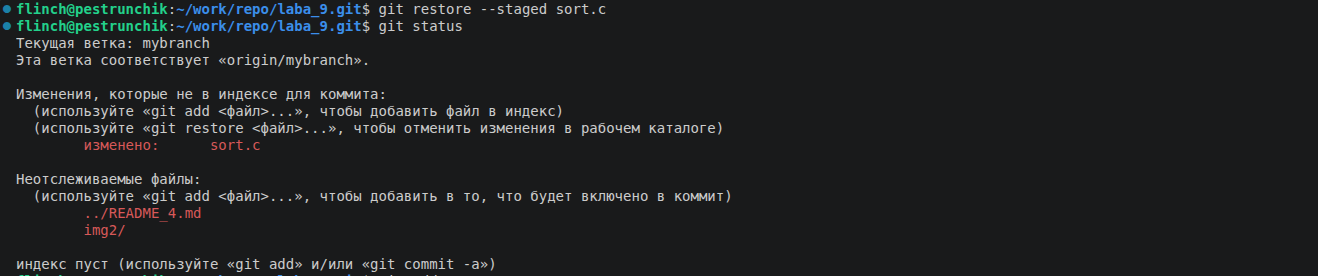 flinch@pestrunchik:~/work/repo/laba_9.git$ git restore --staged sort.c
flinch@pestrunchik:~/work/repo/laba_9.git$ git status
Текущая ветка: mybranch
Эта ветка соответствует «origin/mybranch».
Изменения, которые не в индексе для коммита:
(используйте «git add <файл>...», чтобы добавить файл в индекс)
(используйте «git restore <файл>...», чтобы отменить изменения в рабочем каталоге)
изменено: sort.c
Неотслеживаемые файлы:
(используйте «git add <файл>...», чтобы добавить в то, что будет включено в коммит)
../README_4.md
img2/
индекс пуст (используйте «git add» и/или «git commit -a»)